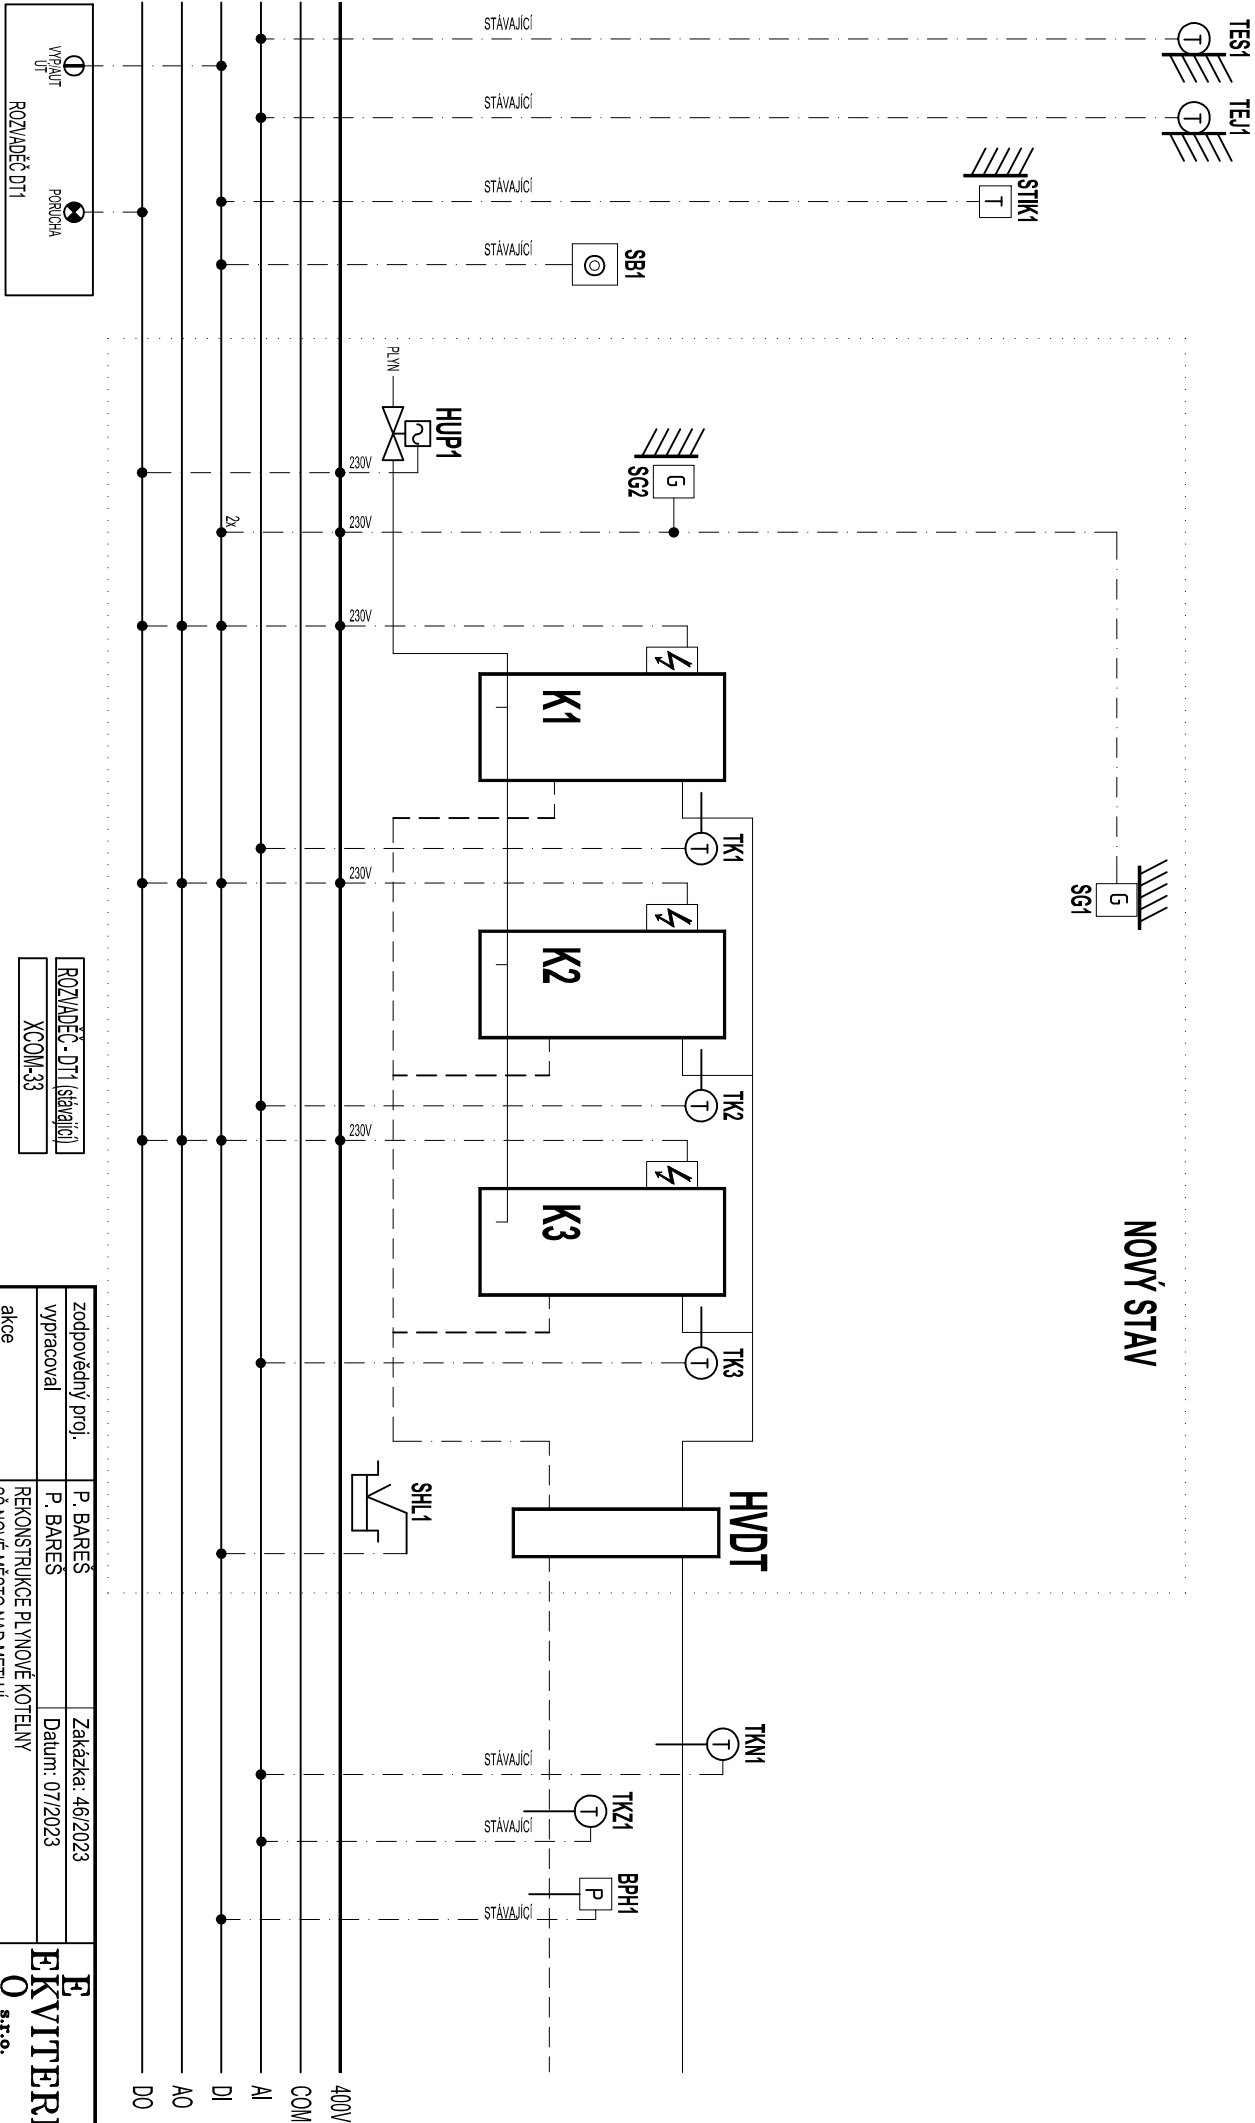 TES1
TEJ1
STIK1
SB1
STÁVAJÍCÍ
STÁVAJÍCÍ
STÁVAJÍCÍ
STÁVAJÍCÍ
T
T
T
NOVÝ STAV
SG1
G
SG2
G
HUP1
PLYN
230V
230V
2x
230V
230V
230V
K1
K2
K3
TK1
T
TK2
T
TK3
T
HVDT
SHL1
TKN1
T
STÁVAJÍCÍ
TKZ1
T
STÁVAJÍCÍ
BPH1
P
STÁVAJÍCÍ
400V
COM
AI
DI
AO
DO
VYP/AUT
ÚT
PORUCHA
ROZVADĚČ DT1
ROZVADĚČ - DT1 (stávající)
XCOM-33
zodpovědný proj.
P. BAREŠ
Zakázka: 46/2023
vypracoval
P. BAREŠ
Datum: 07/2023
akce
REKONSTRUKCE PLYNOVÉ KOTELNY
E
EKVITER
O s.r.o.